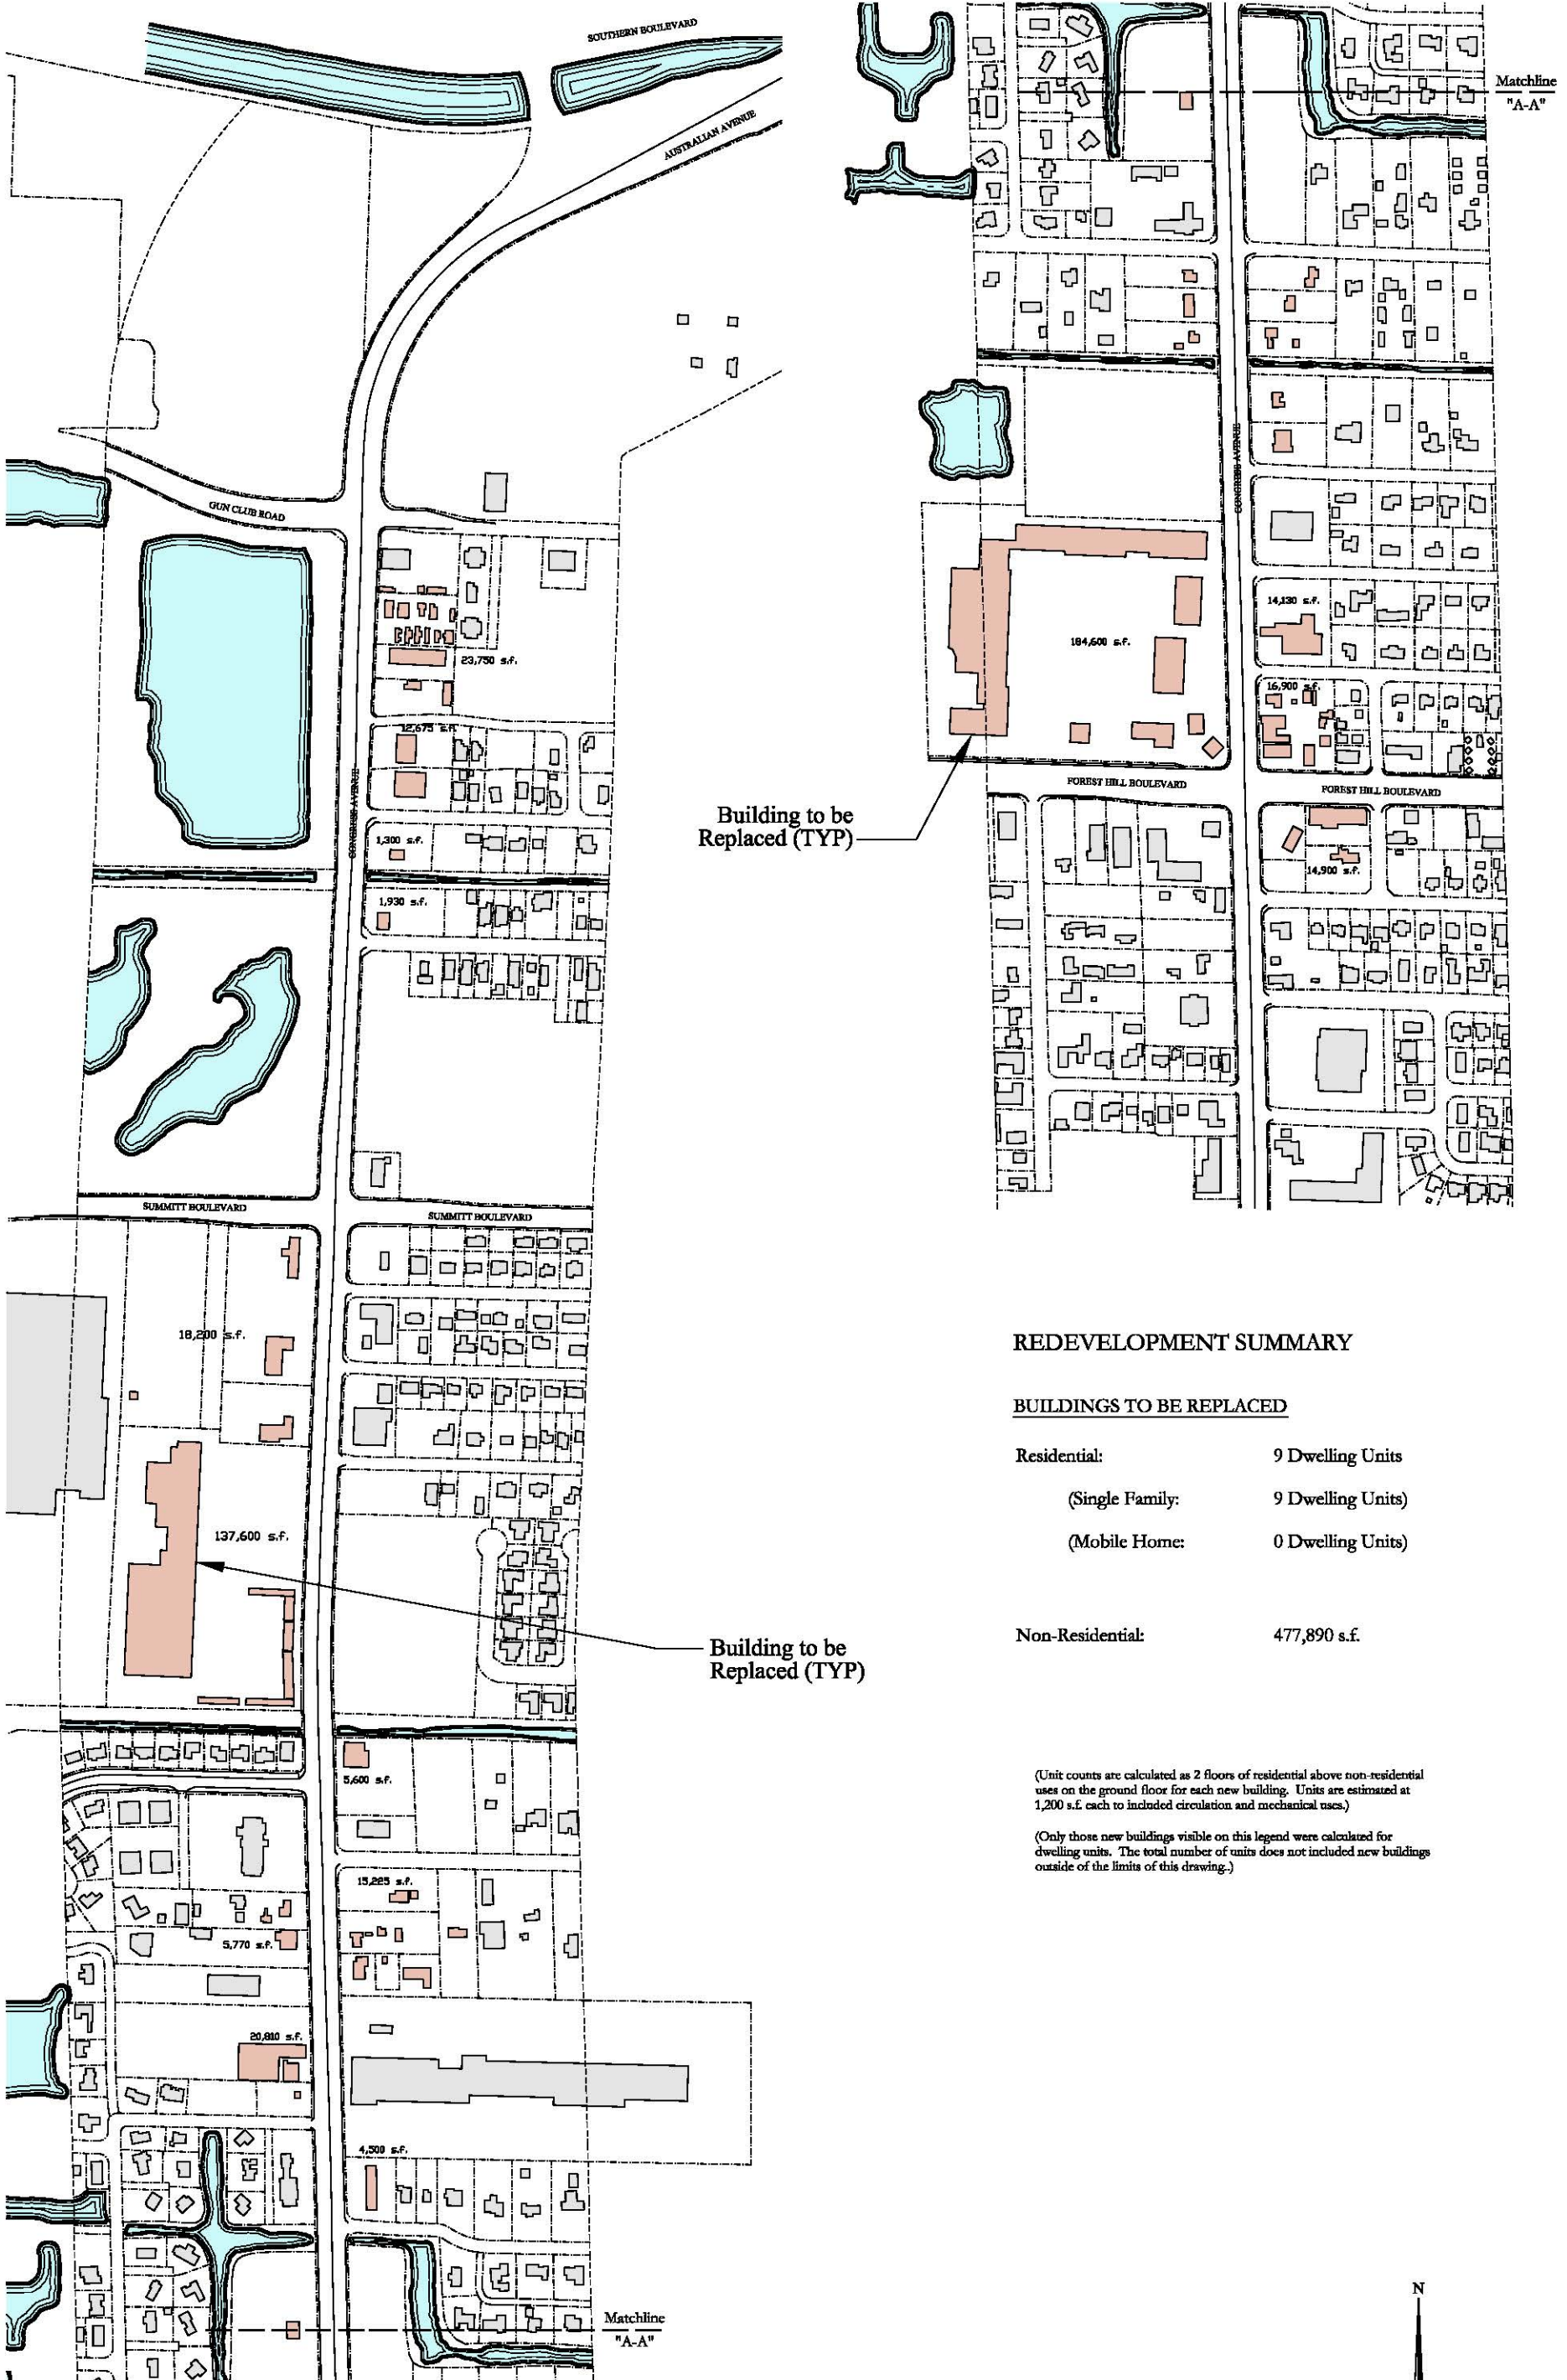 SOUTHERN BOULEVARD
AUSTRALIAN AVENUE
GUN CLUB ROAD
23,750 s.f.
12,675 s.f.
CONGRESS AVENUE
1,300 s.f.
1,930 s.f.
SUMMITT BOULEVARD
SUMMITT BOULEVARD
18,200 s.f.
137,600 s.f.
Building to be
Replaced (TYP)
5,600 s.f.
15,225 s.f.
5,770 s.f.
20,810 s.f.
4,500 s.f.
Matchline
"A-A"
Matchline
"A-A"
CONGRESS AVENUE
14,130 s.f.
184,600 s.f.
16,900 s.f.
FOREST HILL BOULEVARD
FOREST HILL BOULEVARD
Building to be
Replaced (TYP)
14,900 s.f.
REDEVELOPMENT SUMMARY
BUILDINGS TO BE REPLACED
Residential: 9 Dwelling Units
(Single Family: 9 Dwelling Units)
(Mobile Home: 0 Dwelling Units)
Non-Residential: 477,890 s.f.
(Unit counts are calculated as 2 floors of residential above non-residential
uses on the ground floor for each new building. Units are estimated at
1,200 s.f. each to included circulation and mechanical uses.)
(Only those new buildings visible on this legend were calculated for
dwelling units. The total number of units does not included new buildings
outside of the limits of this drawing.)
N